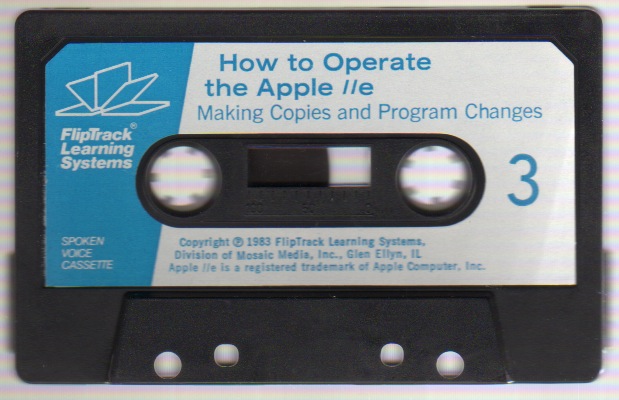 How to Operate
the Apple //e
Making Copies and Program Changes
FlipTrack®
Learning
Systems
3
SPOKEN
VOICE
CASSETTE
Copyright ℗ 1983 FlipTrack Learning Systems,
Division of Mosaic Media, Inc., Glen Ellyn, IL
Apple //e is a registered trademark of Apple Computer, Inc.